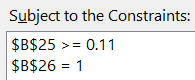 Subject to the Constraints:
$B$25 >= 0.11
$B$26 = 1